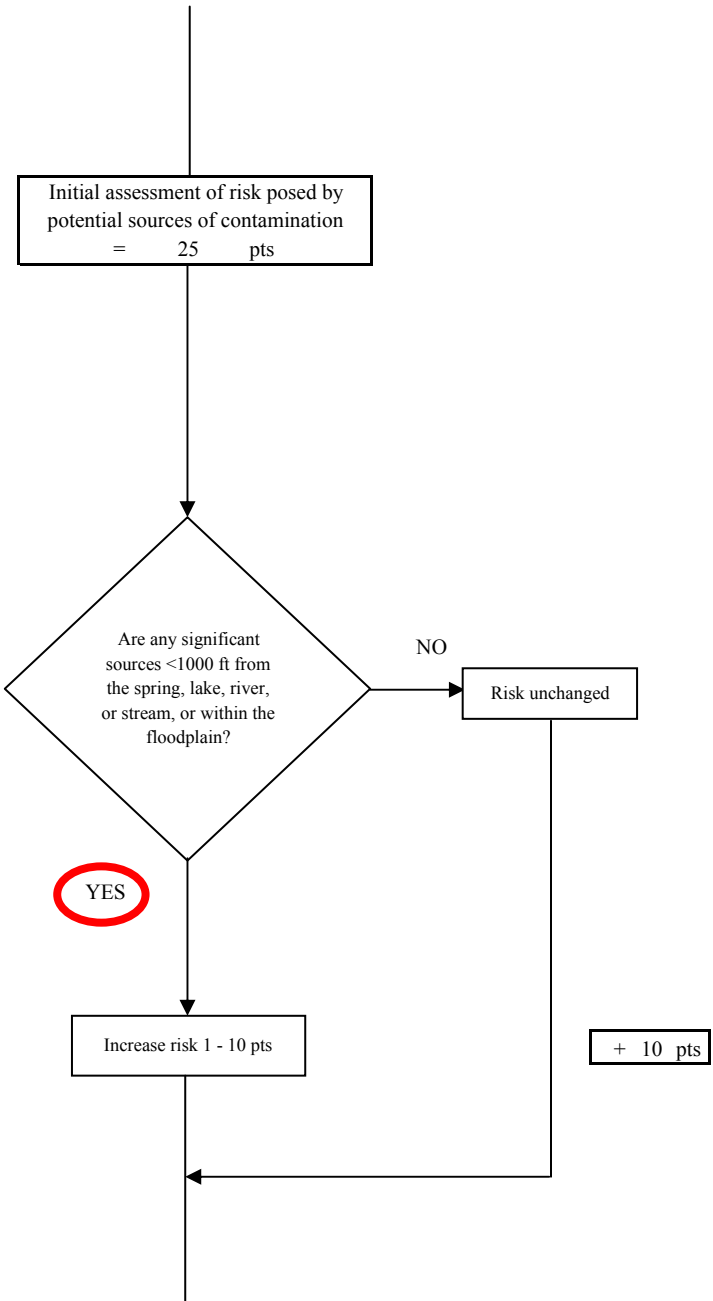 Initial assessment of risk posed by
potential sources of contamination
= 25 pts
Are any significant
sources <1000 ft from
the spring, lake, river,
or stream, or within the
floodplain?
NO
Risk unchanged
YES
Increase risk 1 - 10 pts
+ 10 pts